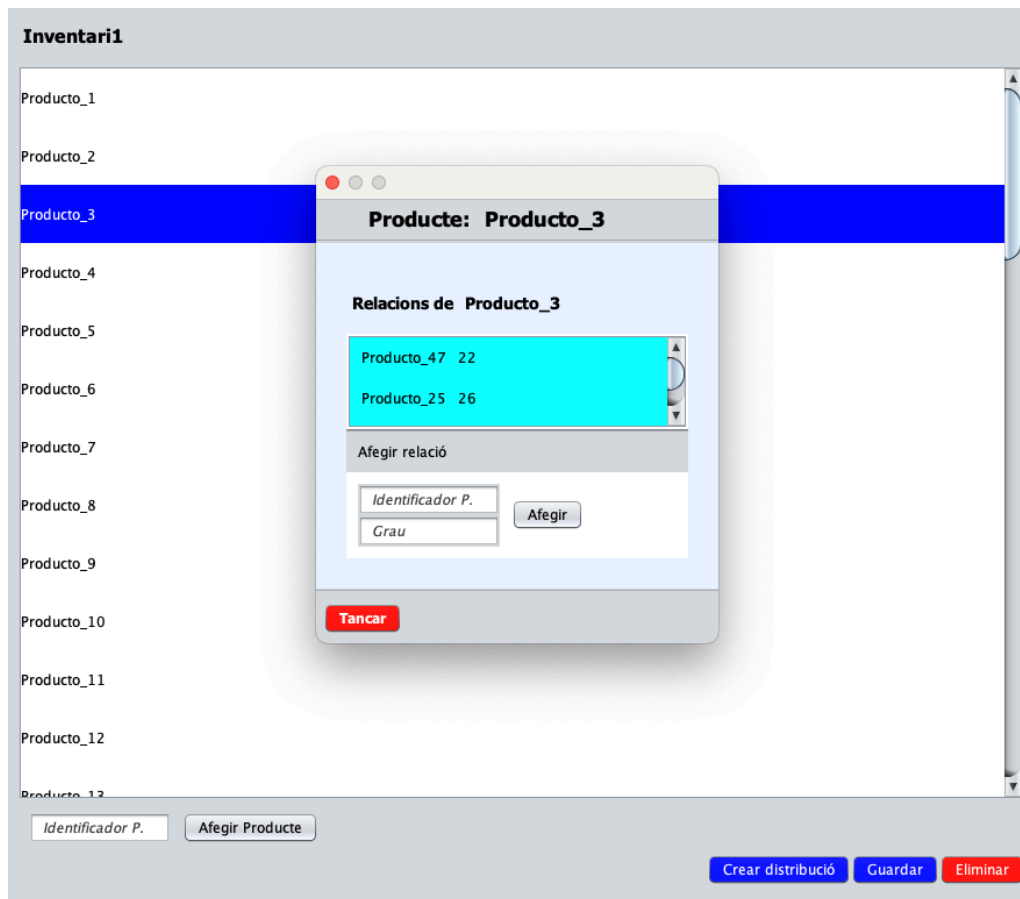 Inventari1
Producto_1
Producto_2
Producto_3
Producto_4
Producto_5
Producto_6
Producto_7
Producto_8
Producto_9
Producto_10
Producto_11
Producto_12
Producto_13
Producte: Producto_3
Relacions de Producto_3
Producto_47 22
Producto_25 26
Afegir relació
Identificador P.
Grau
Afegir
Tancar
Identificador P.
Afegir Producte
Crear distribució
Guardar
Eliminar